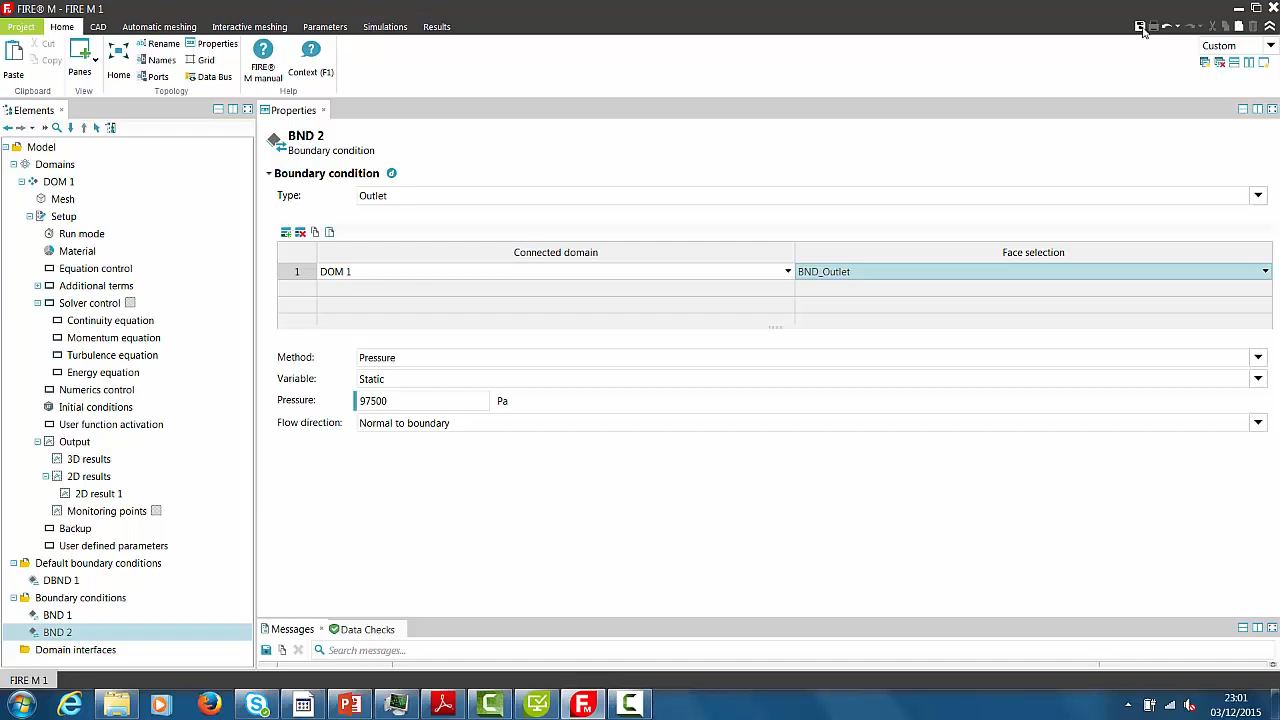 FIRE® M - FIRE M 1
Project Home CAD Automatic meshing Interactive meshing Parameters Simulations Results
Paste Cut Copy Panes Home Rename Names Ports Properties Grid Data Bus FIRE® M manual Context (F1) Custom
Clipboard View Topology Help
Elements
Model
Domains
DOM 1
Mesh
Setup
Run mode
Material
Equation control
Additional terms
Solver control
Continuity equation
Momentum equation
Turbulence equation
Energy equation
Numerics control
Initial conditions
User function activation
Output
3D results
2D results
2D result 1
Monitoring points
Backup
User defined parameters
Default boundary conditions
DBND 1
Boundary conditions
BND 1
BND 2
Domain interfaces
Properties
BND 2
Boundary condition
Boundary condition
Type: Outlet
Connected domain Face selection
1 DOM 1 BND_Outlet
Method: Pressure
Variable: Static
Pressure: 97500 Pa
Flow direction: Normal to boundary
Messages Data Checks
Search messages...
FIRE M 1
23:01
03/12/2015